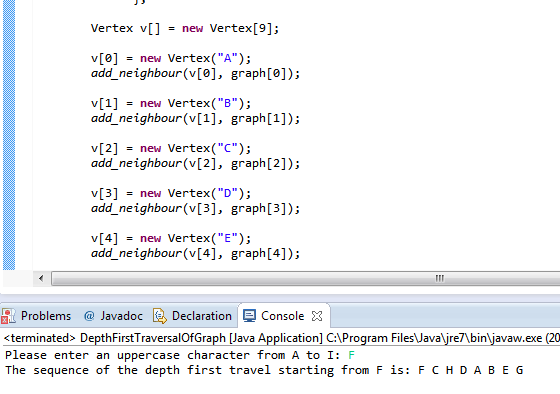 Vertex v[] = new Vertex[9];
v[0] = new Vertex("A");
add_neighbour(v[0], graph[0]);
v[1] = new Vertex("B");
add_neighbour(v[1], graph[1]);
v[2] = new Vertex("C");
add_neighbour(v[2], graph[2]);
v[3] = new Vertex("D");
add_neighbour(v[3], graph[3]);
v[4] = new Vertex("E");
add_neighbour(v[4], graph[4]);
Problems @ Javadoc Declaration Console
<terminated> DepthFirstTraversalOfGraph [Java Application] C:\Program Files\Java\jre7\bin\javaw.exe (20
Please enter an uppercase character from A to I: F
The sequence of the depth first travel starting from F is: F C H D A B E G